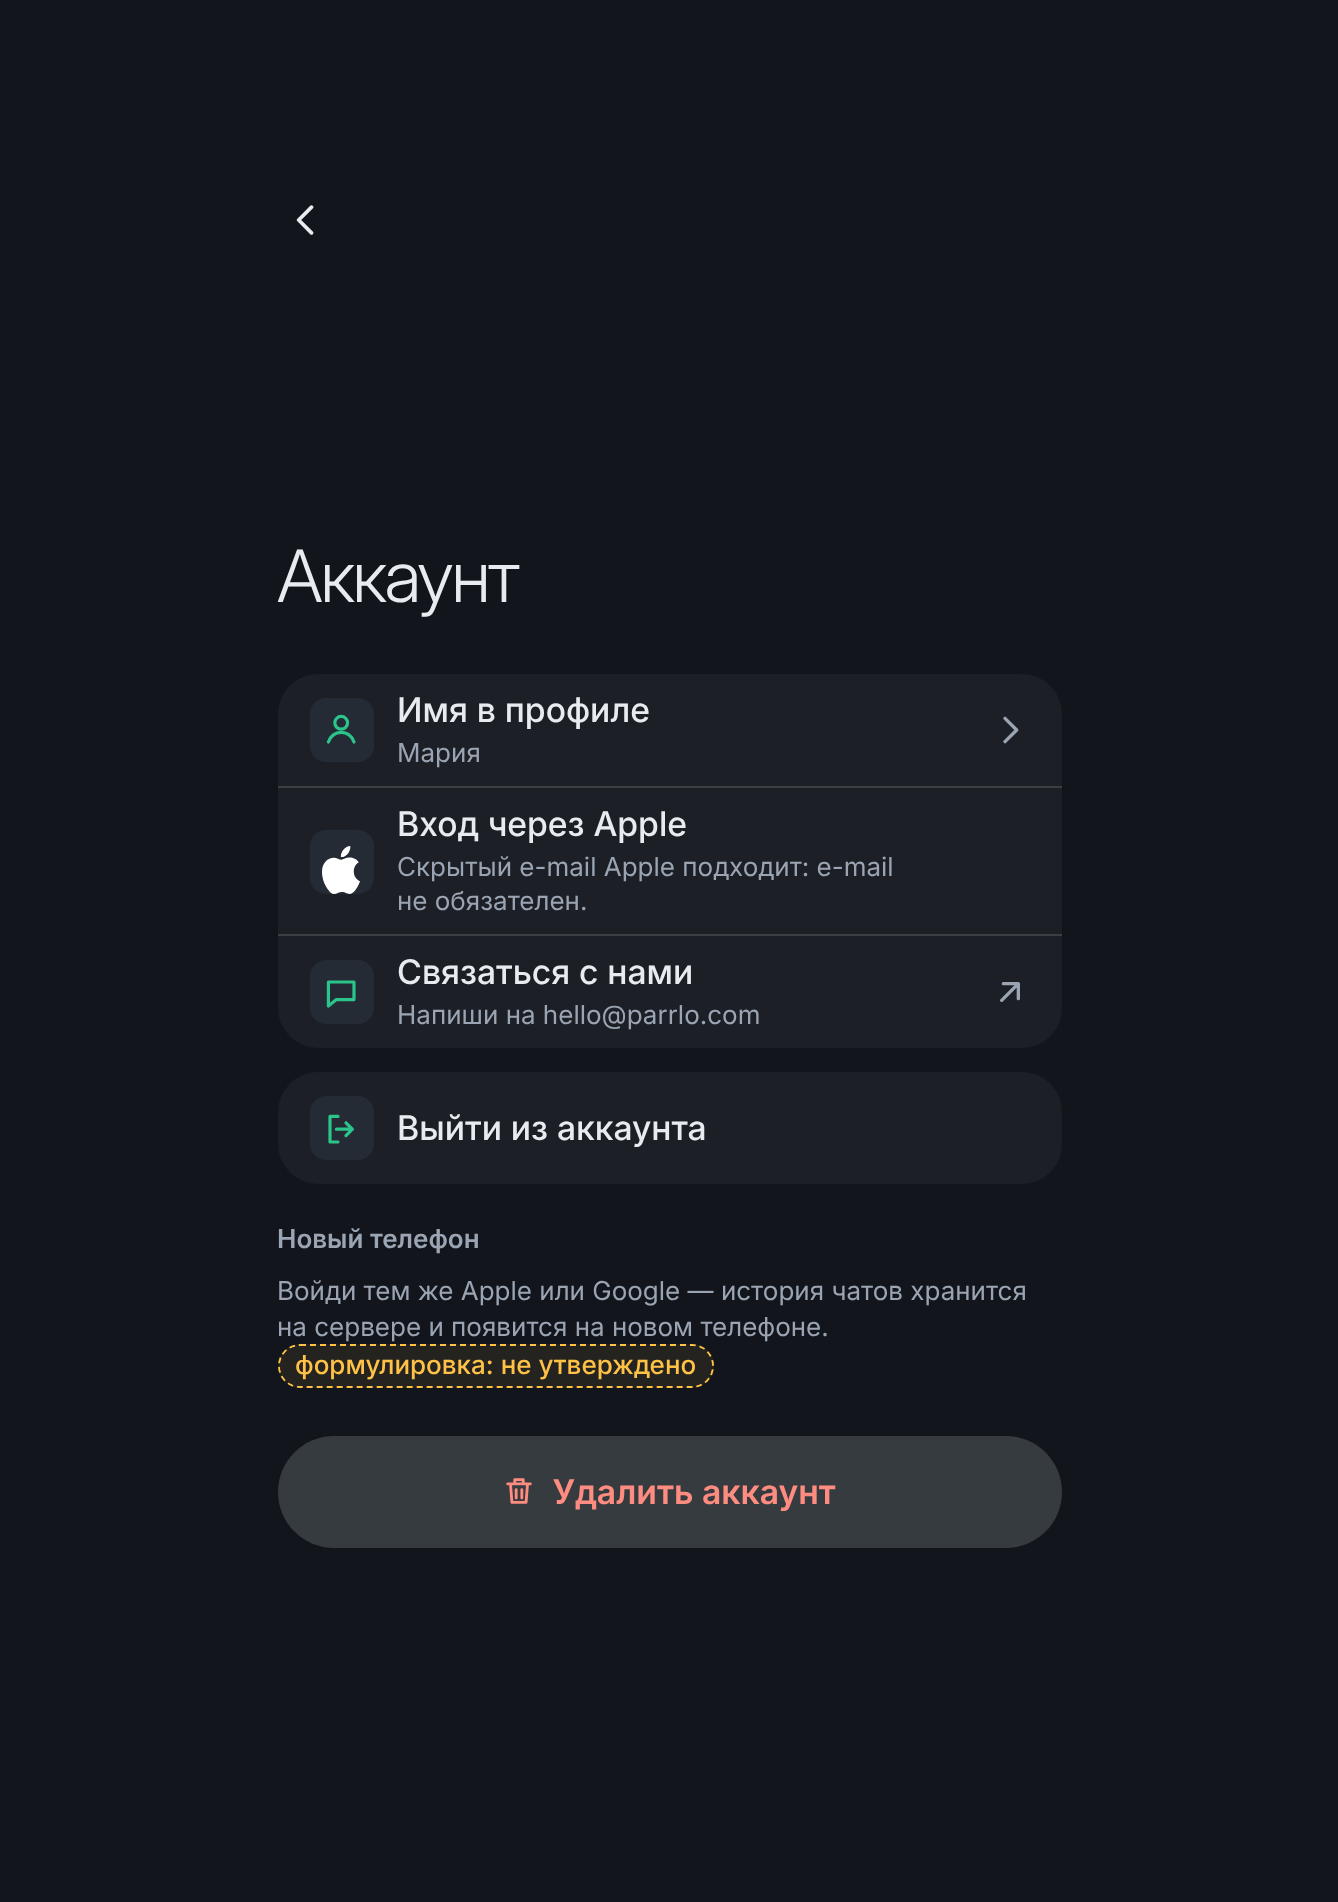 Аккаунт
Имя в профиле
Мария
Вход через Apple
Скрытый e-mail Apple подходит: e-mail
не обязателен.
Связаться с нами
Напиши на hello@parrlo.com
Выйти из аккаунта
Новый телефон
Войди тем же Apple или Google — история чатов хранится
на сервере и появится на новом телефоне.
формулировка: не утверждено
Удалить аккаунт